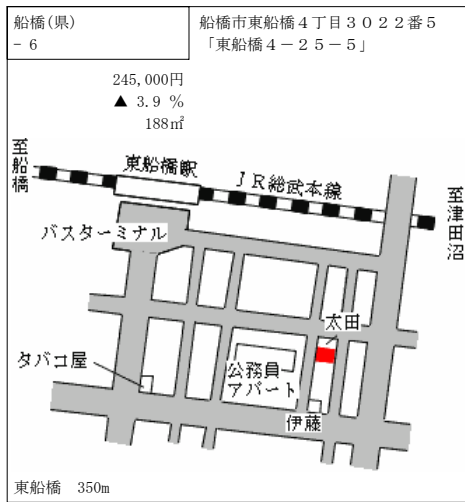 船橋(県)
- 6
船橋市東船橋４丁目３０２２番５
「東船橋４－２５－５」
245,000円
▲ 3.9 %
188㎡
至船橋
東船橋駅
ＪＲ総武本線
至津田沼
バスターミナル
太田
公務員
アパート
タバコ屋
伊藤
東船橋　350m